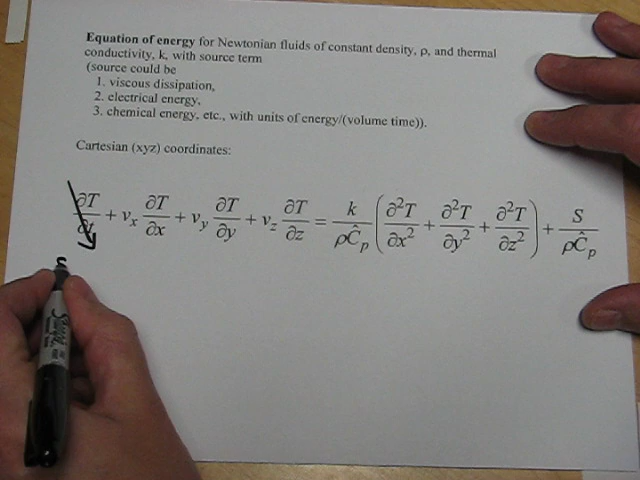 Equation of energy for Newtonian fluids of constant density, ρ, and thermal
conductivity, k, with source term
(source could be
1. viscous dissipation,
2. electrical energy,
3. chemical energy, etc., with units of energy/(volume time)).
Cartesian (xyz) coordinates:
∂T/∂t + v_x ∂T/∂x + v_y ∂T/∂y + v_z ∂T/∂z = k/ρĈ_p (∂²T/∂x² + ∂²T/∂y² + ∂²T/∂z²) + S/ρĈ_p